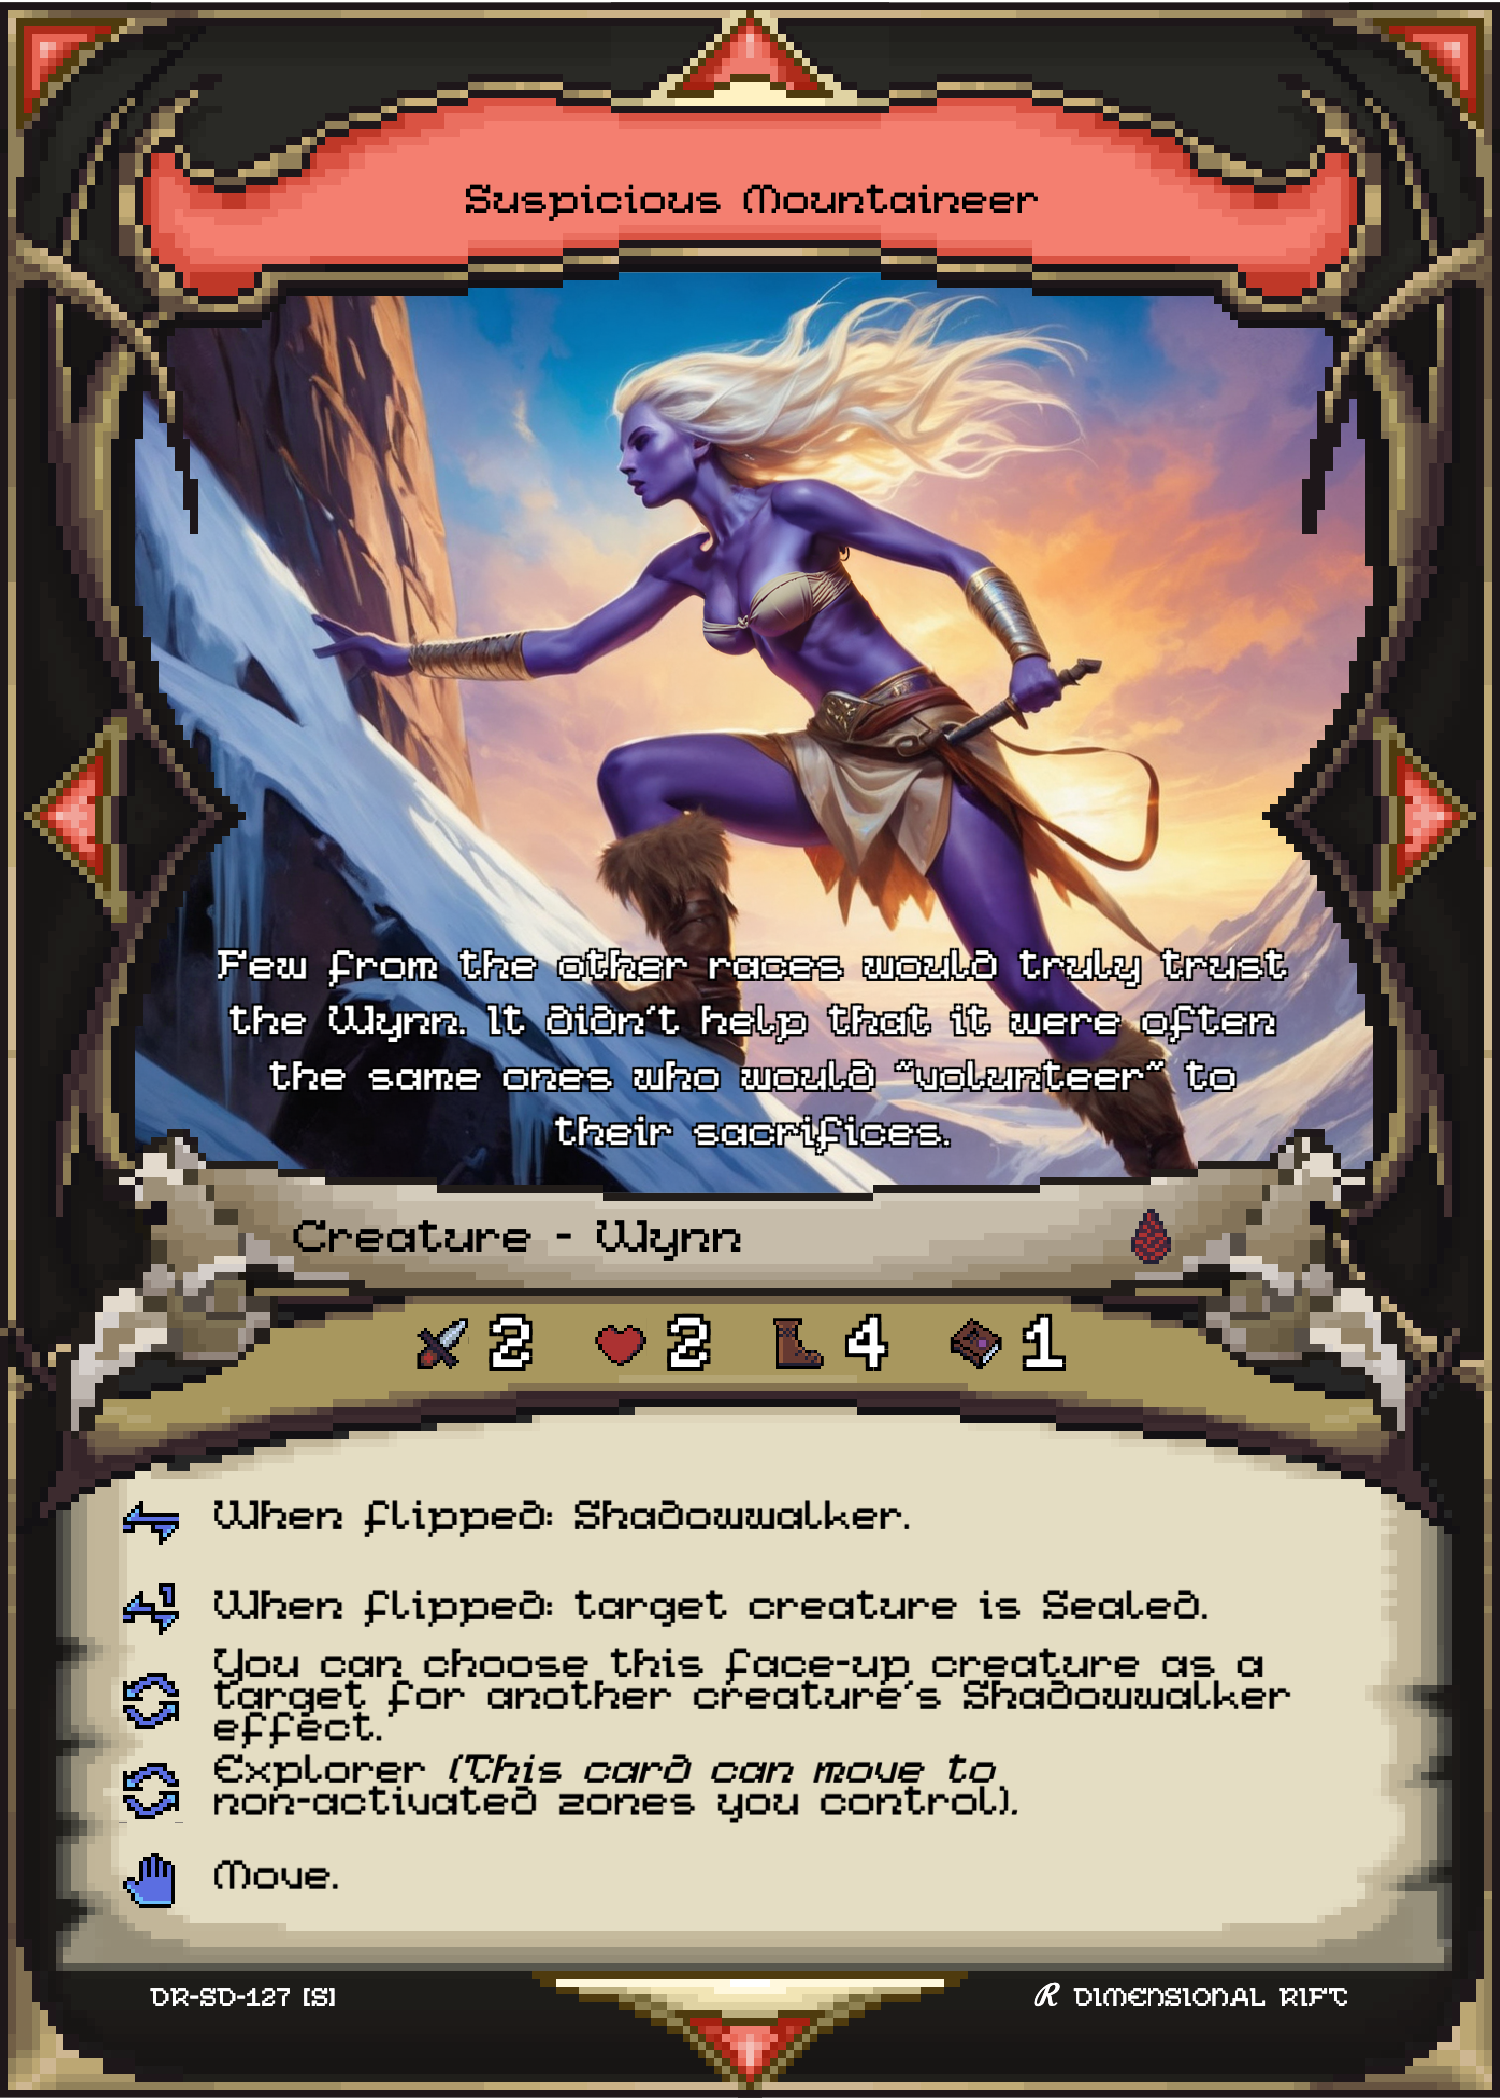 Suspicious Mountaineer
Few from the other races would truly trust
the Wynn. It didn't help that it were often
the same ones who would "volunteer" to
their sacrifices.
Creature - Wynn
2 2 4 1
When flipped: Shadowwalker.
When flipped: target creature is Sealed.
You can choose this face-up creature as a
target for another creature's Shadowwalker
effect.
Explorer (This card can move to
non-activated zones you control).
Move.
DR-SD-127 [S]
R DIMENSIONAL RIFT